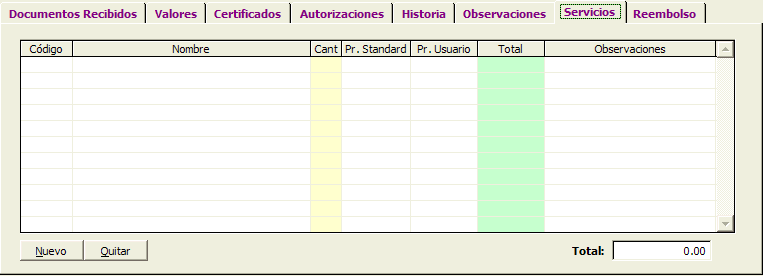 Documentos Recibidos Valores Certificados Autorizaciones Historia Observaciones Servicios Reembolso
Código Nombre Cant Pr. Standard Pr. Usuario Total Observaciones
Nuevo Quitar Total: 0.00